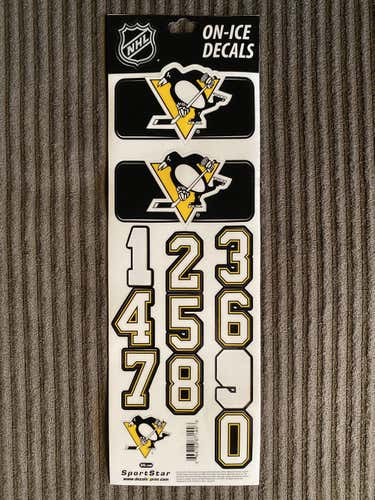 NHL
ON-ICE
DECALS
1 2 3
4 5 6
7 8 9
0
SportStar